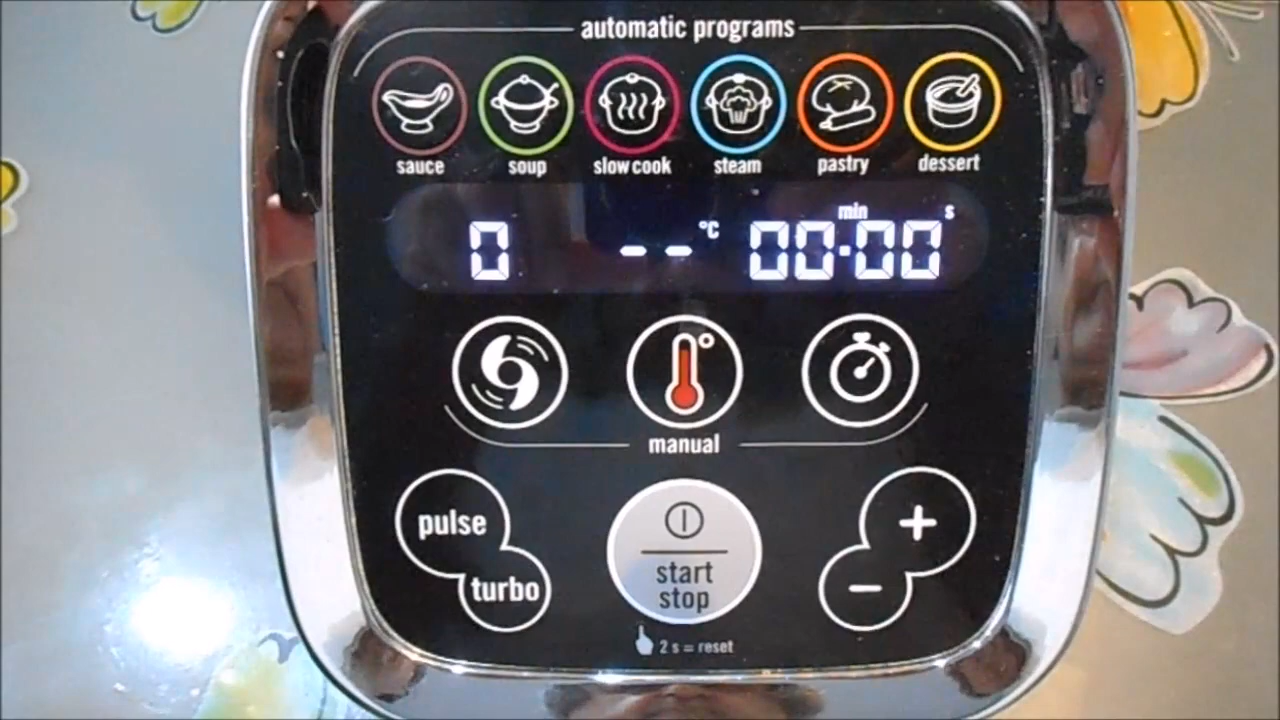 automatic programs
sauce soup slow cook steam pastry dessert
min s
0 -- °C 00:00
manual
pulse
turbo
start
stop
+
-
2 s = reset